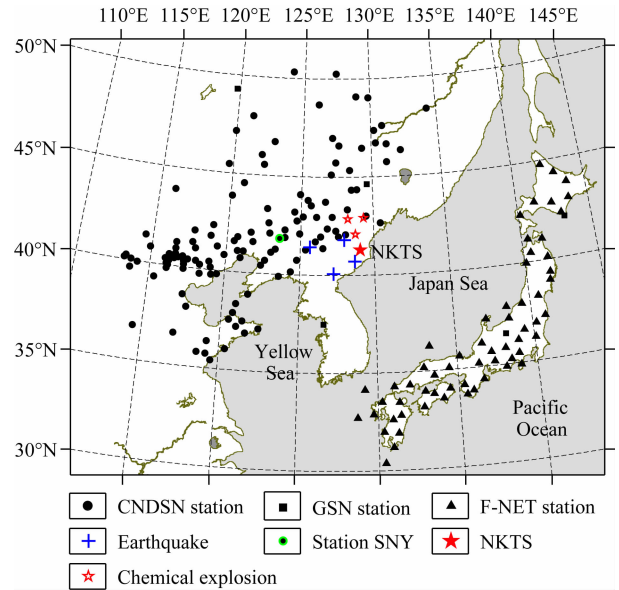 110°E 115°E 120°E 125°E 130°E 135°E 140°E 145°E
50°N
45°N
40°N
35°N
30°N
NKTS
Japan Sea
Yellow
Sea
Pacific
Ocean
CNDSN station
GSN station
F-NET station
Earthquake
Station SNY
NKTS
Chemical explosion